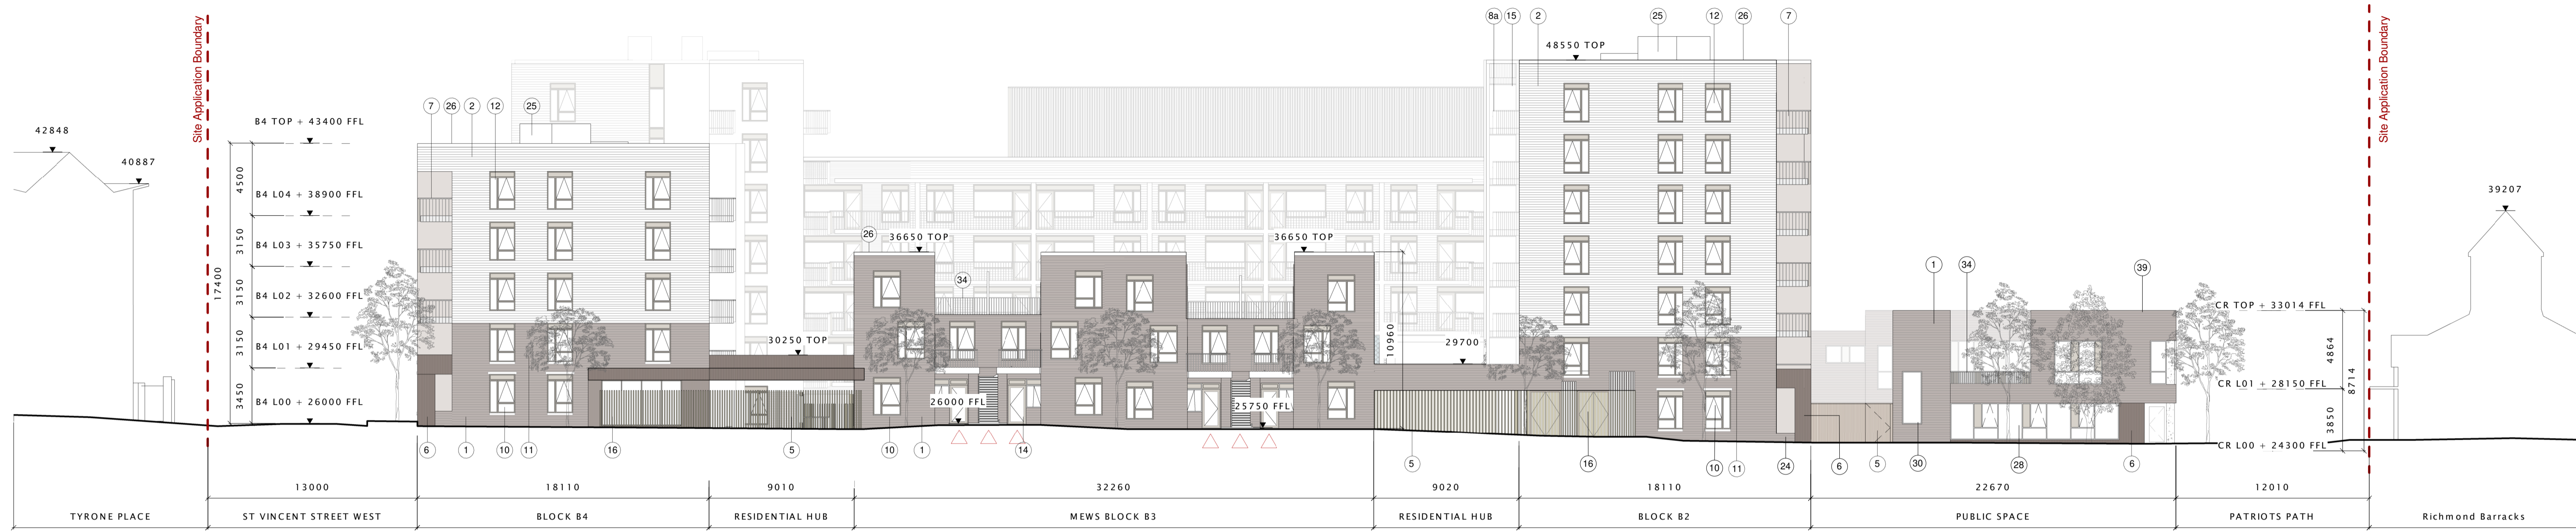 Site Application Boundary
Site Application Boundary
8a
15
2
25
12
26
7
48550 TOP
7
26
2
12
25
42848
40887
B4 TOP + 43400 FFL
B4 L04 + 38900 FFL
B4 L03 + 35750 FFL
B4 L02 + 32600 FFL
B4 L01 + 29450 FFL
B4 L00 + 26000 FFL
17400
4500
3150
3150
3150
3450
39207
26
36650 TOP
36650 TOP
34
1
34
39
CR TOP + 33014 FFL
CR L01 + 28150 FFL
CR L00 + 24300 FFL
4864
3850
8714
30250 TOP
10960
29700
26000 FFL
25750 FFL
6
1
10
11
16
5
10
1
14
5
16
10
11
24
6
5
30
28
6
13000
18110
9010
32260
9020
18110
22670
12010
TYRONE PLACE
ST VINCENT STREET WEST
BLOCK B4
RESIDENTIAL HUB
MEWS BLOCK B3
RESIDENTIAL HUB
BLOCK B2
PUBLIC SPACE
PATRIOTS PATH
Richmond Barracks